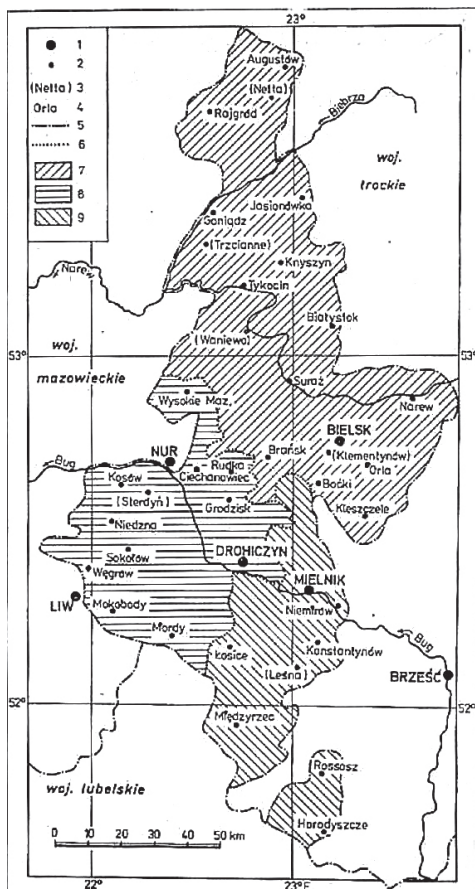 23°
1
2
(Netta) 3
Orla 4
5
6
7
8
9
Augustów
(Netta)
Rajgród
Biebrza
woj.
trockie
Jasionówka
Goniądz
(Trzcianne)
Knyszyn
Narew
Tykocin
Białystok
(Waniewo)
53°
53°
woj.
mazowieckie
Suraż
Wysokie Maz.
Narew
BIELSK
NUR
Brańsk
(Klementynów)
Bug
Rudka
Orla
Ciechanowiec
Kosów
Boćki
(Sterdyń)
Grodzisk
Kleszczele
Niedzna
Sokołów
DROHICZYN
Węgrów
MIELNIK
LIW
Niemirów
Mokobody
Mordy
Bug
Łosice
Konstantynów
(Leśna)
BRZEŚĆ
52°
52°
Międzyrzec
woj. lubelskie
Rossosz
Horodyszcze
0 10 20 30 40 50 km
22°
23°E